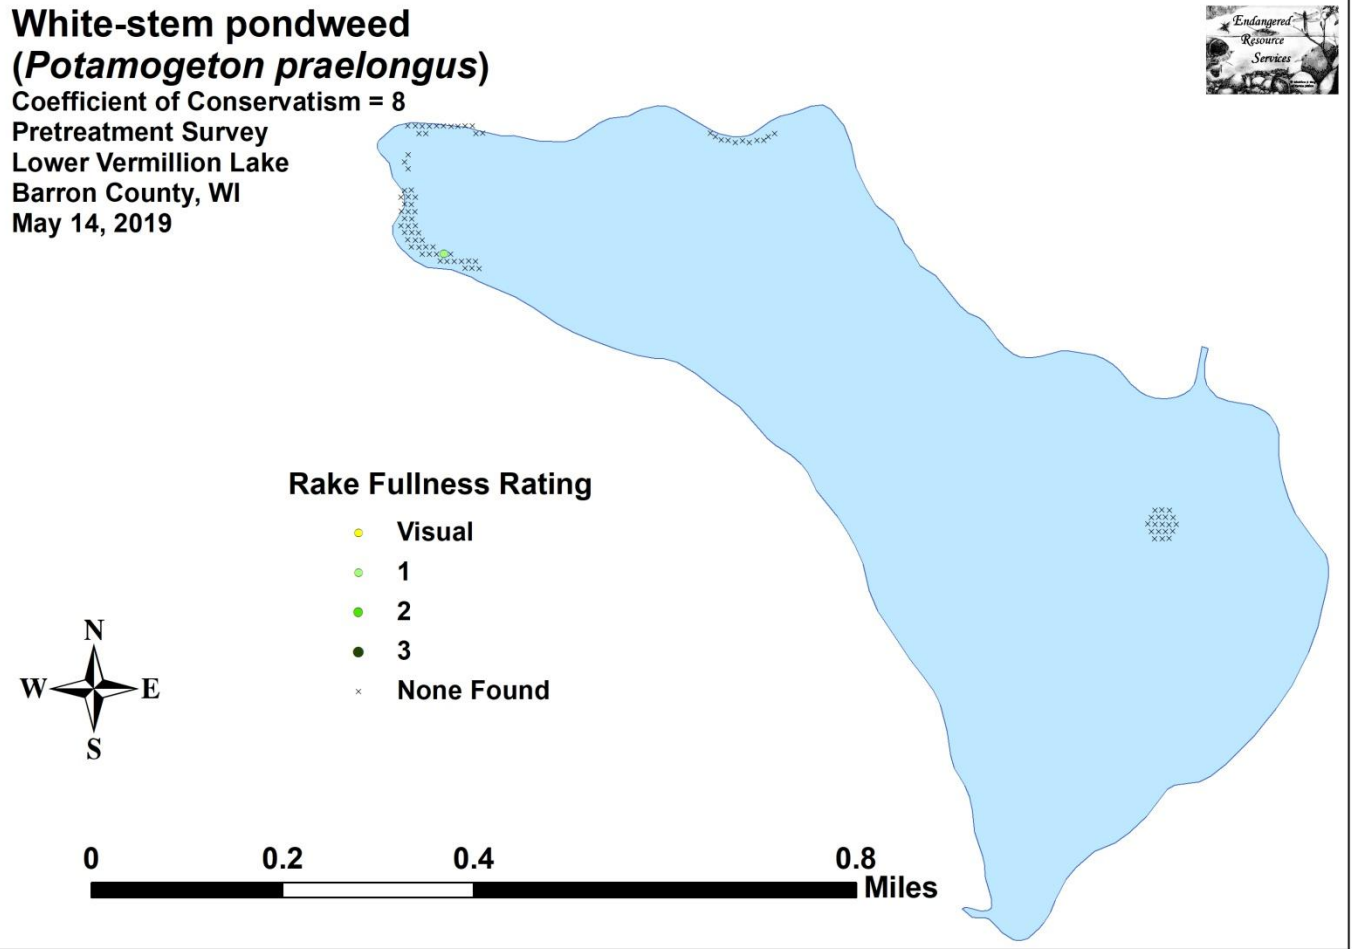 White-stem pondweed
(Potamogeton praelongus)
Coefficient of Conservatism = 8
Pretreatment Survey
Lower Vermillion Lake
Barron County, WI
May 14, 2019
Endangered
Resource
Services
Rake Fullness Rating
Visual
1
2
3
None Found
N
W E
S
0 0.2 0.4 0.8
Miles